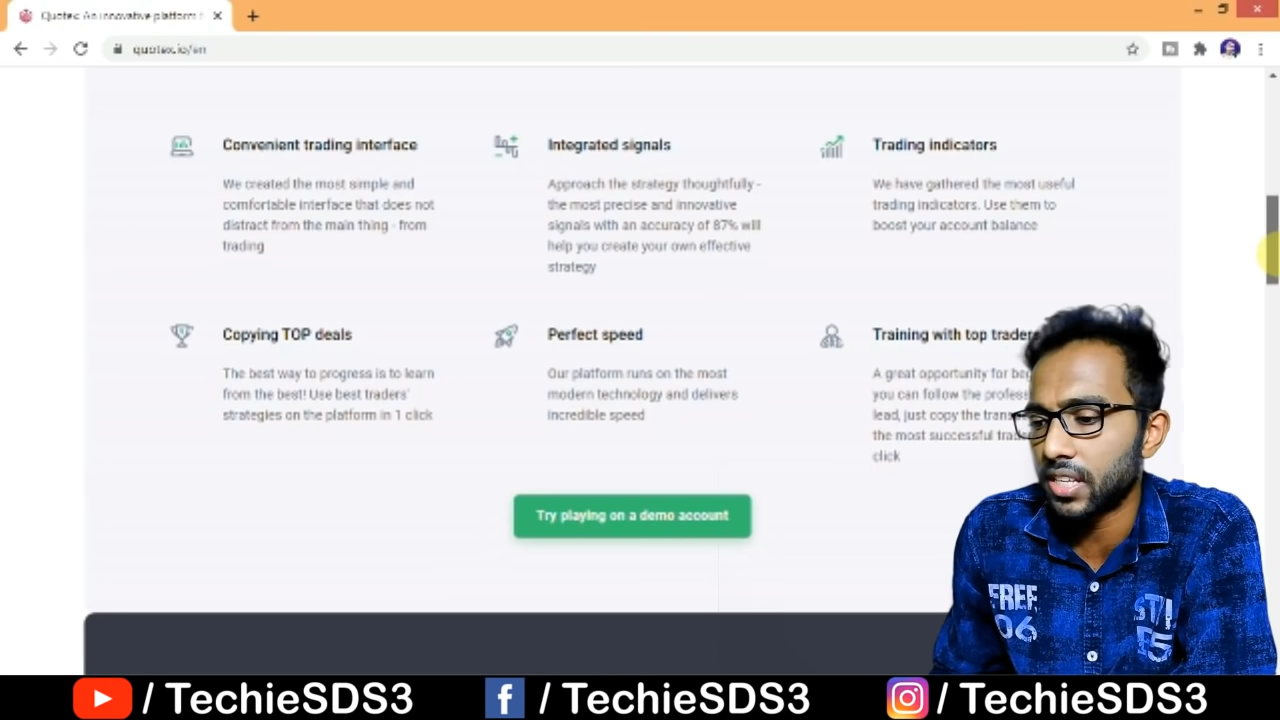 Quotex: An innovative platform f
quotex.io/en
Convenient trading interface
We created the most simple and
comfortable interface that does not
distract from the main thing - from
trading
Integrated signals
Approach the strategy thoughtfully -
the most precise and innovative
signals with an accuracy of 87% will
help you create your own effective
strategy
Trading indicators
We have gathered the most useful
trading indicators. Use them to
boost your account balance
Copying TOP deals
The best way to progress is to learn
from the best! Use best traders'
strategies on the platform in 1 click
Perfect speed
Our platform runs on the most
modern technology and delivers
incredible speed
Training with top traders
A great opportunity for be
you can follow the profes
lead, just copy the tran
the most successful trad
click
Try playing on a demo account
FREE
06
/ TechieSDS3
/ TechieSDS3
/ TechieSDS3